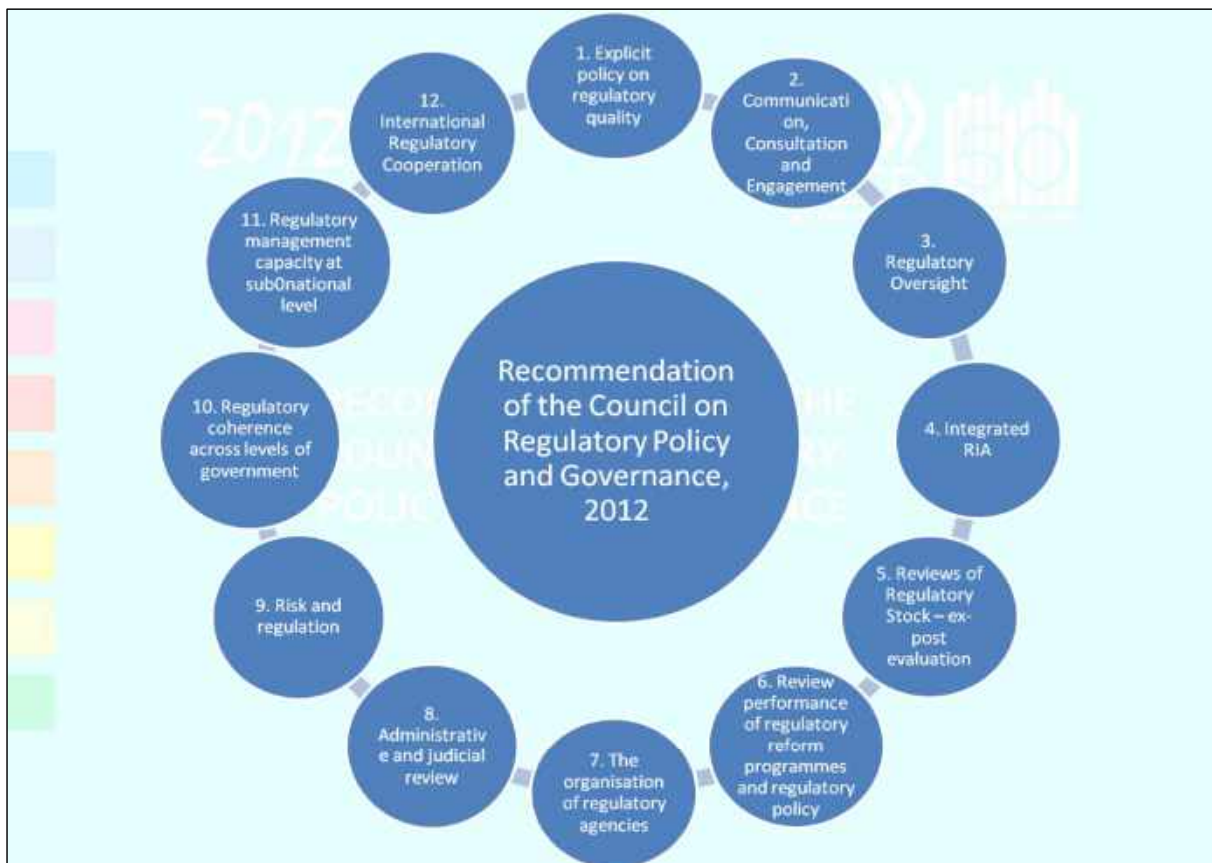 1. Explicit
policy on
regulatory
quality
2.
Communicati
on,
Consultation
and
Engagement
3.
Regulatory
Oversight
4. Integrated
RIA
5. Reviews of
Regulatory
Stock – ex-
post
evaluation
6. Review
performance
of regulatory
reform
programmes
and regulatory
policy
7. The
organisation
of regulatory
agencies
8.
Administrativ
e and judicial
review
9. Risk and
regulation
10. Regulatory
coherence
across levels of
government
11. Regulatory
management
capacity at
sub0national
level
12.
International
Regulatory
Cooperation
Recommendation
of the Council on
Regulatory Policy
and Governance,
2012
2012